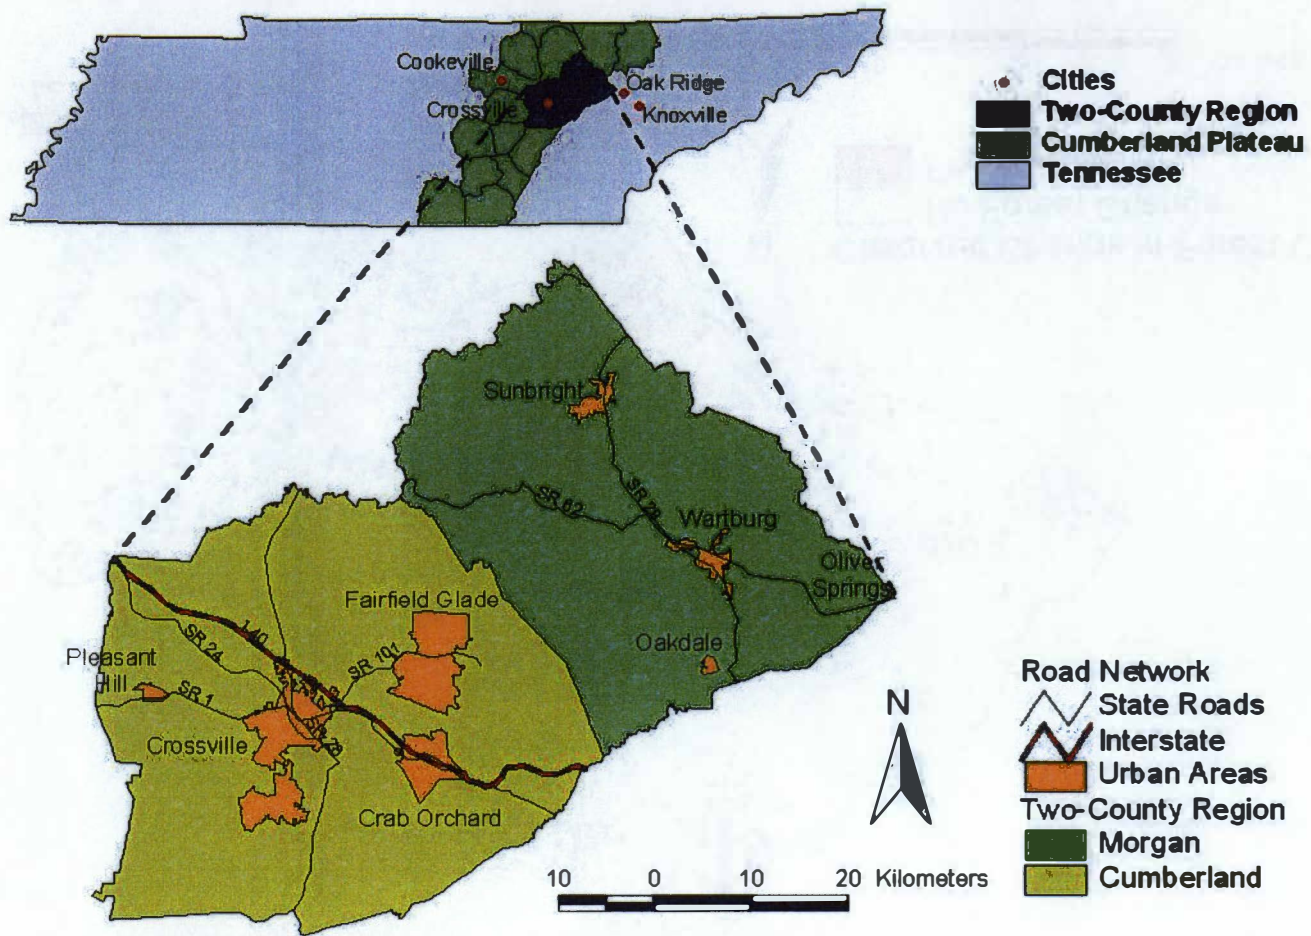 Cookeville
Crossville
Oak Ridge
Knoxville
Cities
Two-County Region
Cumberland Plateau
Tennessee
Sunbright
SR 62
SR 29
Wartburg
Oliver
Springs
Oakdale
Fairfield Glade
I-40
SR 24
SR 101
Pleasant
Hill
SR 1
Crossville
SR 28
Crab Orchard
N
Road Network
State Roads
Interstate
Urban Areas
Two-County Region
Morgan
Cumberland
10 0 10 20 Kilometers